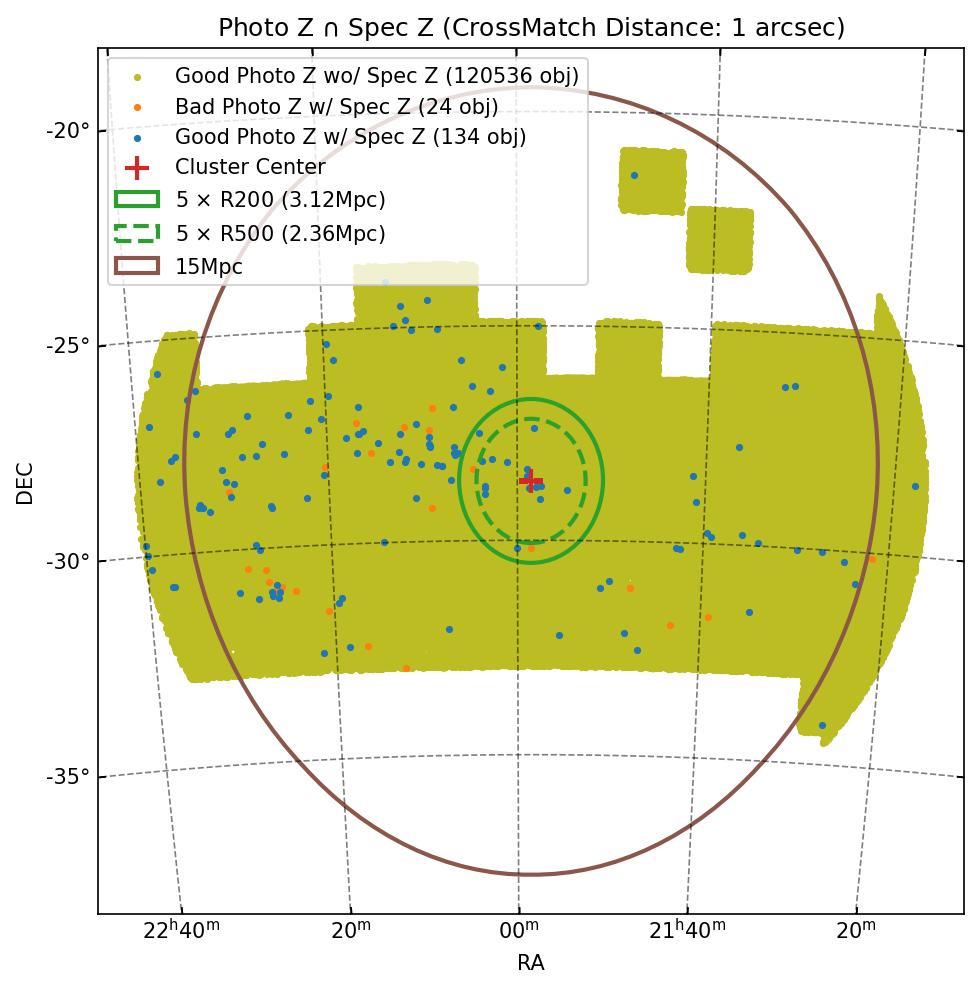 Photo Z ∩ Spec Z (CrossMatch Distance: 1 arcsec)
Good Photo Z wo/ Spec Z (120536 obj)
Bad Photo Z w/ Spec Z (24 obj)
Good Photo Z w/ Spec Z (134 obj)
Cluster Center
5 × R200 (3.12Mpc)
5 × R500 (2.36Mpc)
15Mpc
-20°
-25°
-30°
-35°
DEC
22ʰ40ᵐ 20ᵐ 00ᵐ 21ʰ40ᵐ 20ᵐ
RA